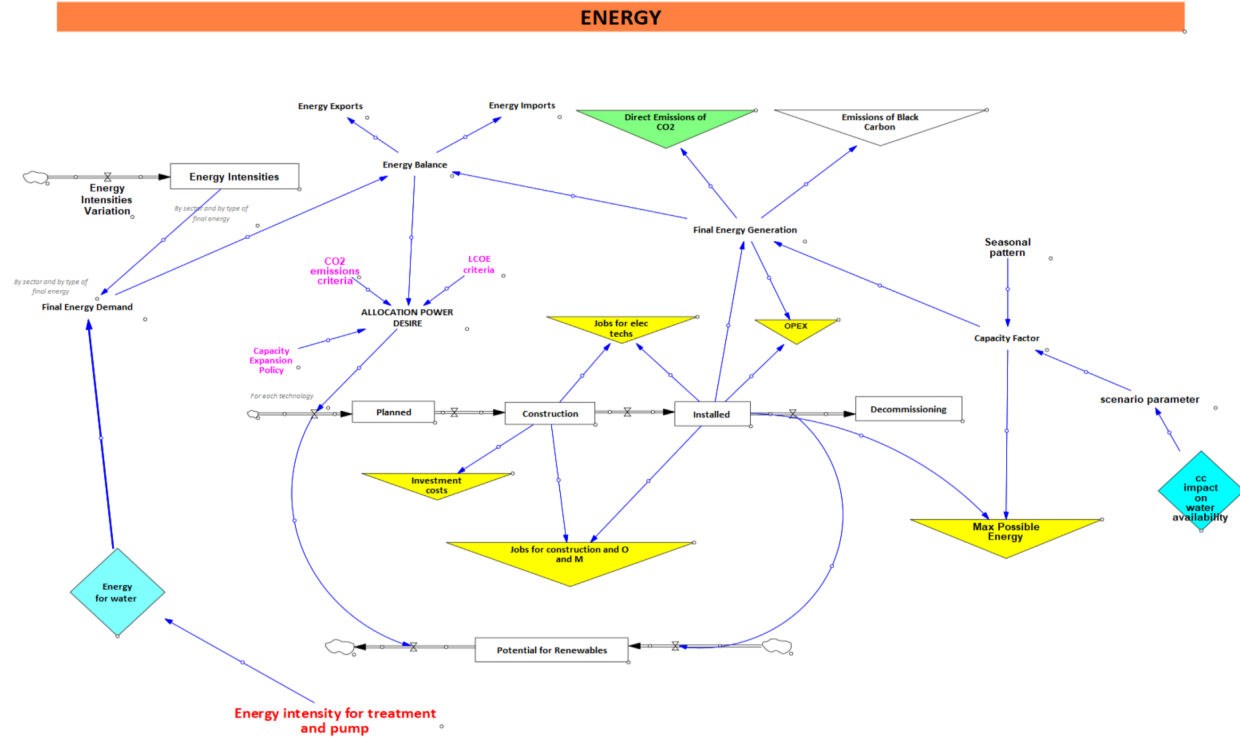 ENERGY
Energy Exports
Energy Imports
Direct Emissions of
CO2
Emissions of Black
Carbon
Energy Balance
Energy Intensities
Energy
Intensities
Variation
By sector and by type of
final energy
Final Energy Generation
Seasonal
pattern
CO2
emissions
criteria
LCOE
criteria
By sector and by type of
final energy
Final Energy Demand
ALLOCATION POWER
DESIRE
Jobs for elec
techs
OPEX
Capacity Factor
Capacity
Expansion
Policy
For each technology
Planned
Construction
Installed
Decommissioning
scenario parameter
Investment
costs
cc
impact
on
water
availability
Max Possible
Energy
Jobs for construction and O
and M
Energy
for water
Potential for Renewables
Energy intensity for treatment
and pump